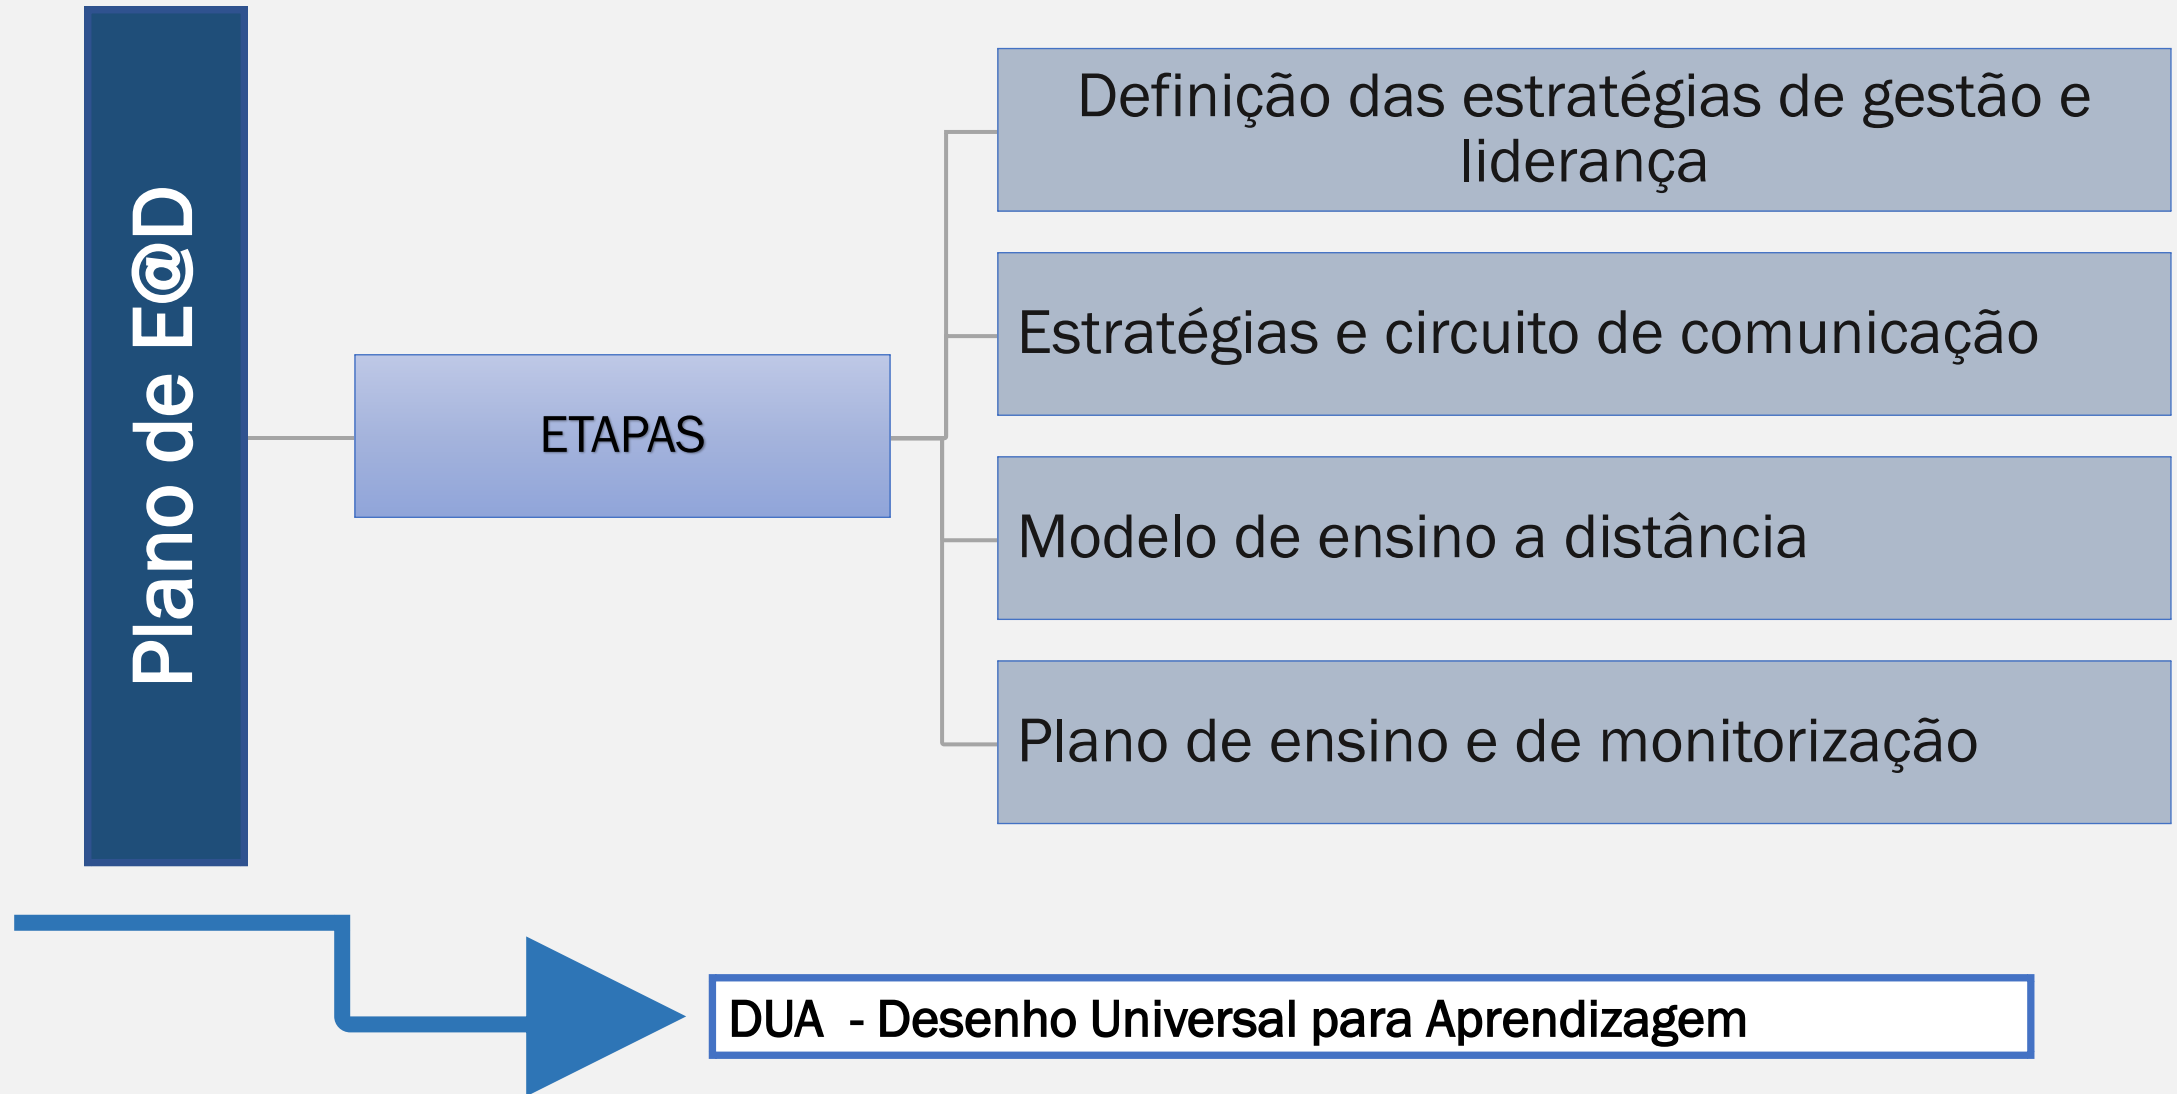 Plano de E@D
ETAPAS
Definição das estratégias de gestão e
liderança
Estratégias e circuito de comunicação
Modelo de ensino a distância
Plano de ensino e de monitorização
DUA - Desenho Universal para Aprendizagem